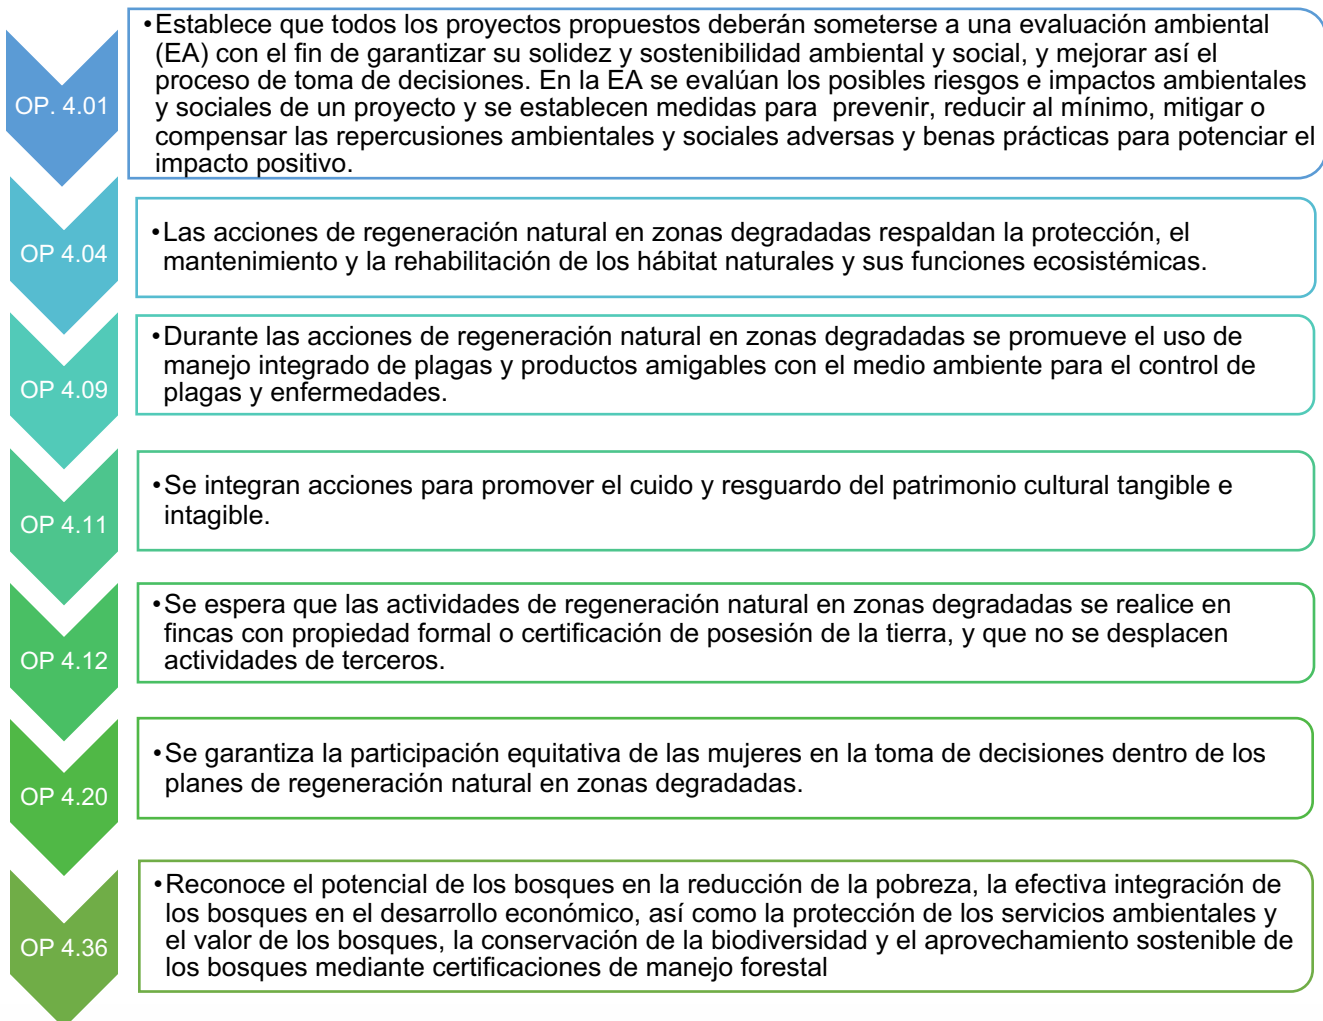 OP. 4.01
•Establece que todos los proyectos propuestos deberán someterse a una evaluación ambiental
(EA) con el fin de garantizar su solidez y sostenibilidad ambiental y social, y mejorar así el
proceso de toma de decisiones. En la EA se evalúan los posibles riesgos e impactos ambientales
y sociales de un proyecto y se establecen medidas para prevenir, reducir al mínimo, mitigar o
compensar las repercusiones ambientales y sociales adversas y benas prácticas para potenciar el
impacto positivo.
OP 4.04
•Las acciones de regeneración natural en zonas degradadas respaldan la protección, el
mantenimiento y la rehabilitación de los hábitat naturales y sus funciones ecosistémicas.
OP 4.09
•Durante las acciones de regeneración natural en zonas degradadas se promueve el uso de
manejo integrado de plagas y productos amigables con el medio ambiente para el control de
plagas y enfermedades.
OP 4.11
•Se integran acciones para promover el cuido y resguardo del patrimonio cultural tangible e
intagible.
OP 4.12
•Se espera que las actividades de regeneración natural en zonas degradadas se realice en
fincas con propiedad formal o certificación de posesión de la tierra, y que no se desplacen
actividades de terceros.
OP 4.20
•Se garantiza la participación equitativa de las mujeres en la toma de decisiones dentro de los
planes de regeneración natural en zonas degradadas.
OP 4.36
•Reconoce el potencial de los bosques en la reducción de la pobreza, la efectiva integración de
los bosques en el desarrollo económico, así como la protección de los servicios ambientales y
el valor de los bosques, la conservación de la biodiversidad y el aprovechamiento sostenible de
los bosques mediante certificaciones de manejo forestal